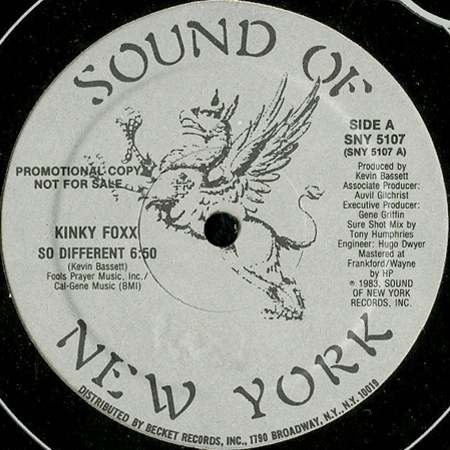 SOUND OF
SIDE A
SNY 5107
(SNY 5107 A)
PROMOTIONAL COPY
NOT FOR SALE
KINKY FOXX
SO DIFFERENT 6:50
(Kevin Bassett)
Fools Prayer Music, Inc./
Cal-Gene Music (BMI)
Produced by
Kevin Bassett
Associate Producer:
Auvil Gilchrist
Executive Producer:
Gene Griffin
Sure Shot Mix by
Tony Humphries
Engineer: Hugo Dwyer
Mastered at
Frankford/Wayne
by HP
℗ 1983, SOUND
OF NEW YORK
RECORDS, INC.
NEW YORK
DISTRIBUTED BY BECKET RECORDS, INC., 1790 BROADWAY, N.Y., N.Y. 10019